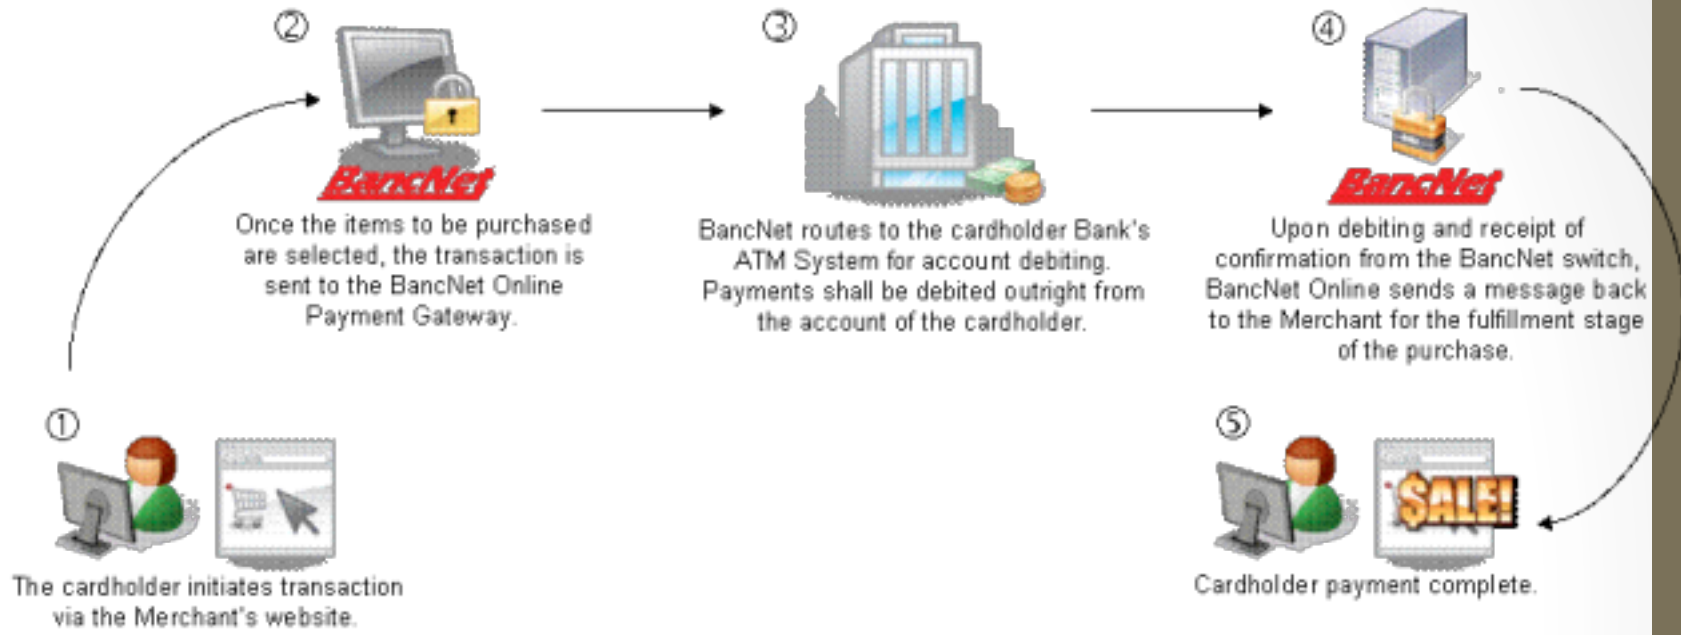 ①
The cardholder initiates transaction
via the Merchant's website.
②
BancNet
Once the items to be purchased
are selected, the transaction is
sent to the BancNet Online
Payment Gateway.
③
BancNet routes to the cardholder Bank's
ATM System for account debiting.
Payments shall be debited outright from
the account of the cardholder.
④
BancNet
Upon debiting and receipt of
confirmation from the BancNet switch,
BancNet Online sends a message back
to the Merchant for the fulfillment stage
of the purchase.
⑤
$ALE!
Cardholder payment complete.